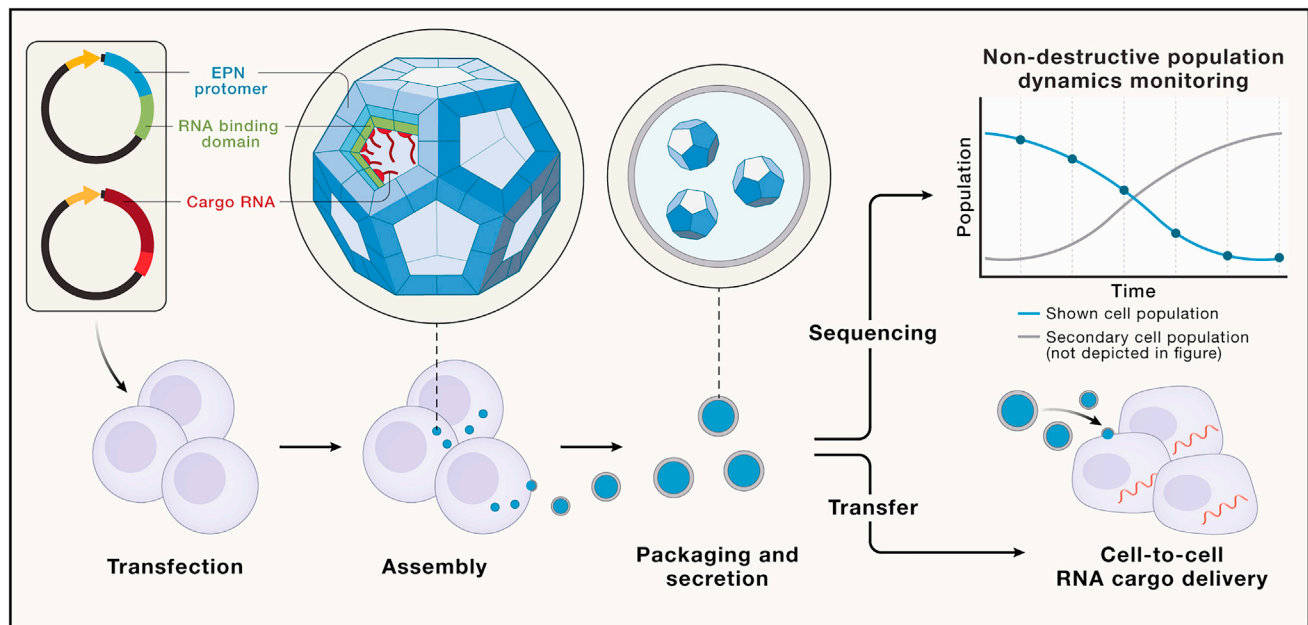 EPN
protomer
RNA binding
domain
Cargo RNA
Transfection
Assembly
Packaging and
secretion
Sequencing
Transfer
Non-destructive population
dynamics monitoring
Population
Time
Shown cell population
Secondary cell population
(not depicted in figure)
Cell-to-cell
RNA cargo delivery